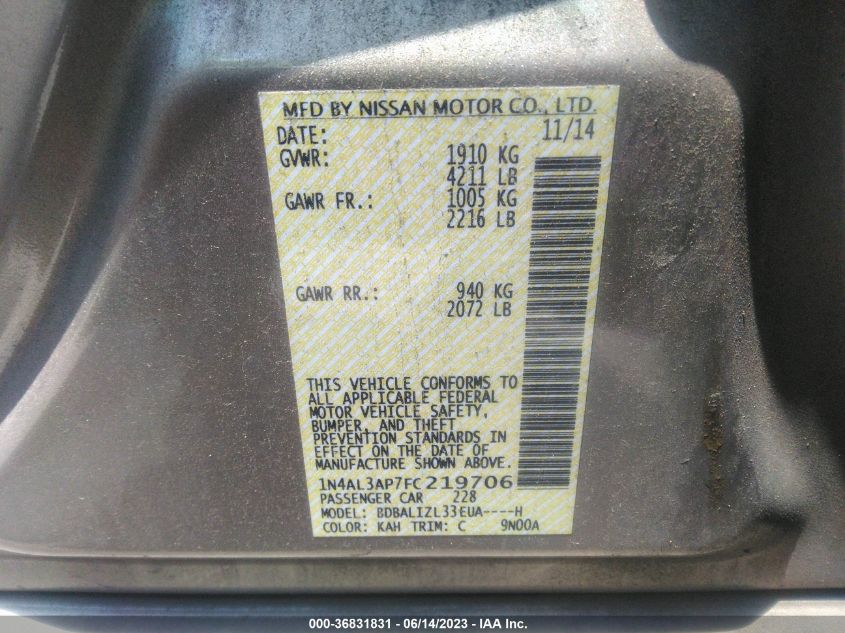 MFD BY NISSAN MOTOR CO., LTD.
DATE: 11/14
GVWR: 1910 KG
4211 LB
GAWR FR.: 1005 KG
2216 LB
GAWR RR.: 940 KG
2072 LB
THIS VEHICLE CONFORMS TO
ALL APPLICABLE FEDERAL
MOTOR VEHICLE SAFETY,
BUMPER, AND THEFT
PREVENTION STANDARDS IN
EFFECT ON THE DATE OF
MANUFACTURE SHOWN ABOVE.
1N4AL3AP7FC219706
PASSENGER CAR 228
MODEL: BDBALIZL33EUA----H
COLOR: KAH TRIM: C 9N00A
000-36831831 - 06/14/2023 - IAA Inc.